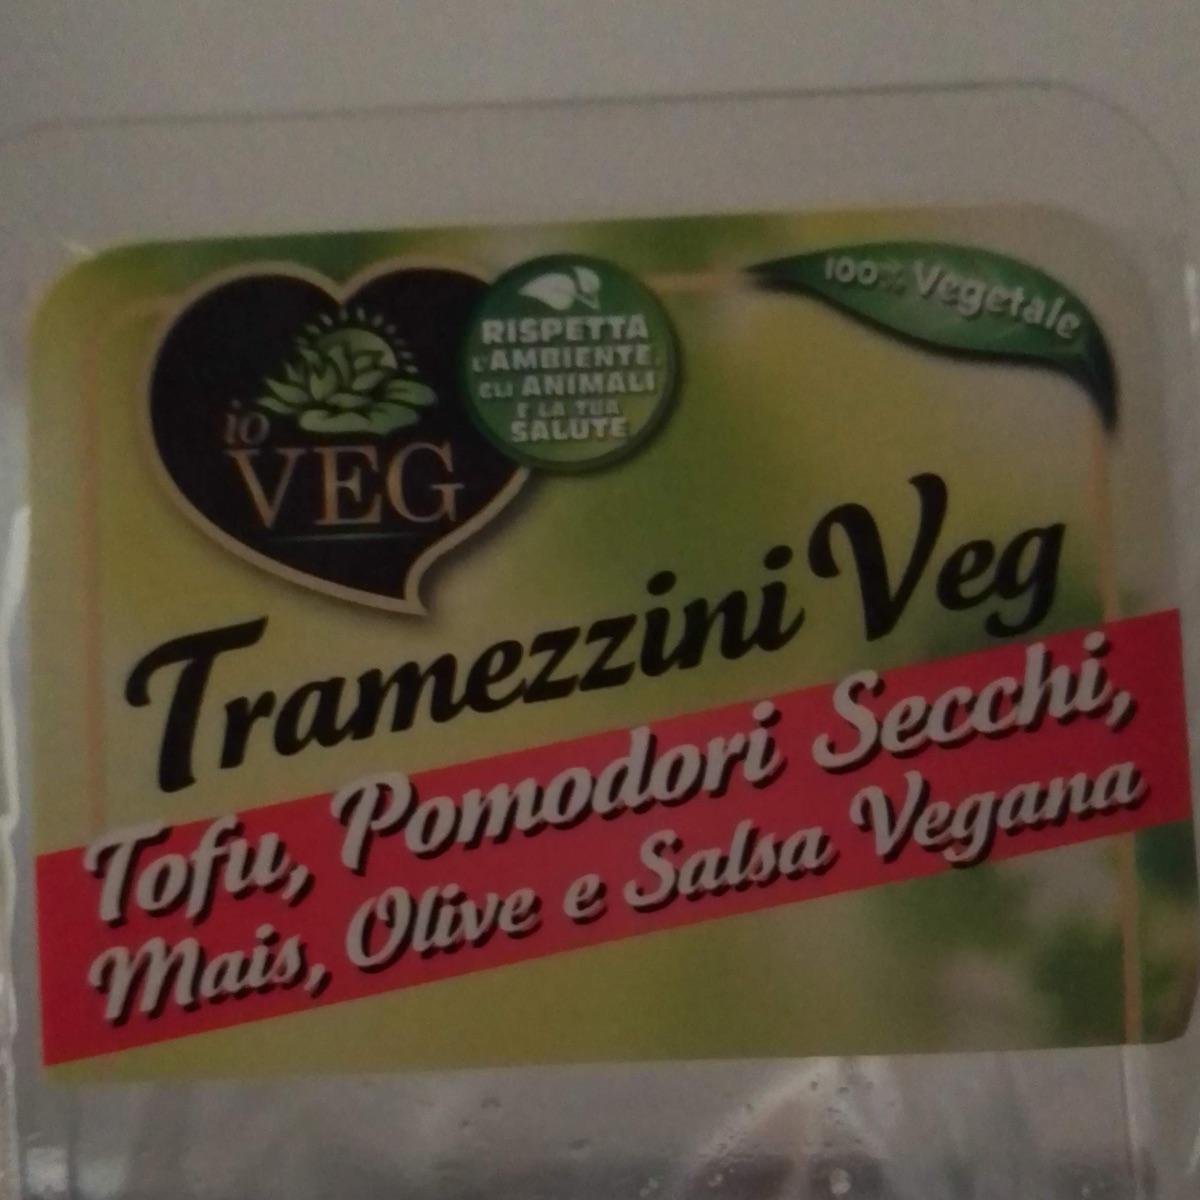 io
VEG
RISPETTA
L'AMBIENTE,
GLI ANIMALI
E LA TUA
SALUTE
100% Vegetale
Tramezzini Veg
Tofu, Pomodori Secchi,
Mais, Olive e Salsa Vegana